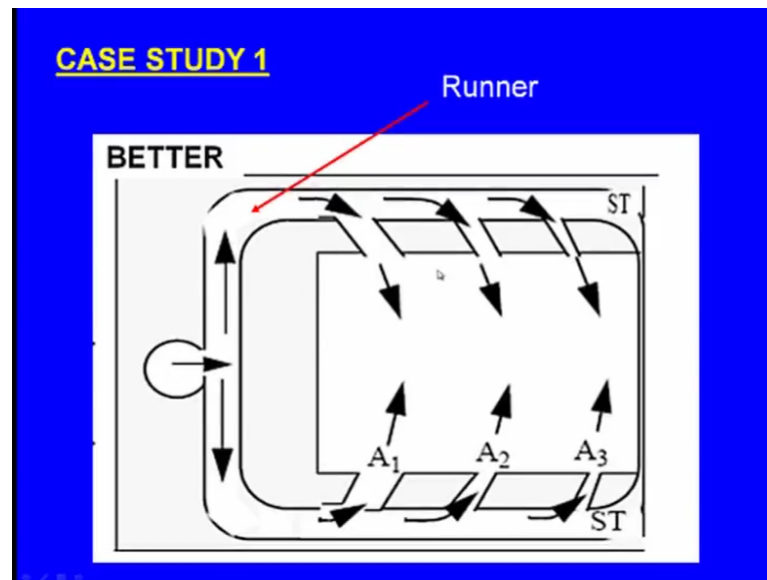 CASE STUDY 1
Runner
BETTER
ST
A₁ A₂ A₃
ST